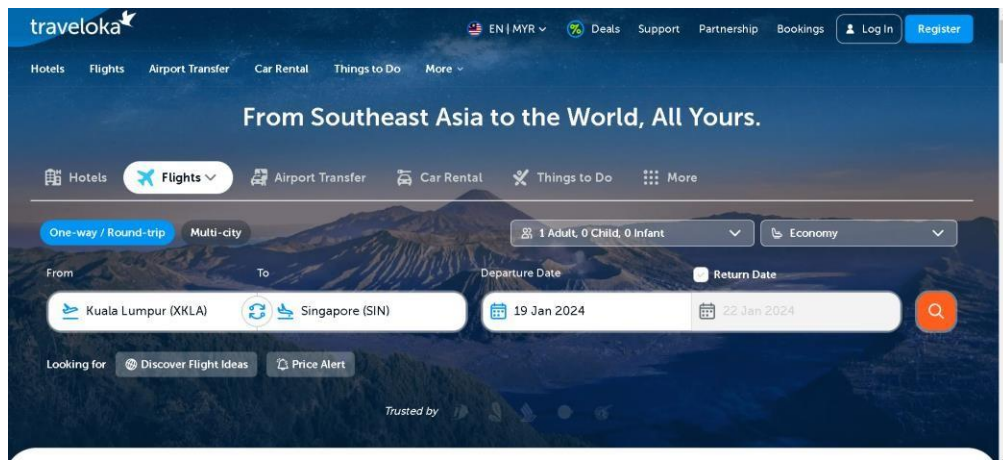 traveloka
EN | MYR Deals Support Partnership Bookings Log In Register
Hotels Flights Airport Transfer Car Rental Things to Do More
From Southeast Asia to the World, All Yours.
Hotels Flights Airport Transfer Car Rental Things to Do More
One-way / Round-trip Multi-city 1 Adult, 0 Child, 0 Infant Economy
From To Departure Date Return Date
Kuala Lumpur (XKLA) Singapore (SIN) 19 Jan 2024 22 Jan 2024
Looking for Discover Flight Ideas Price Alert
Trusted by